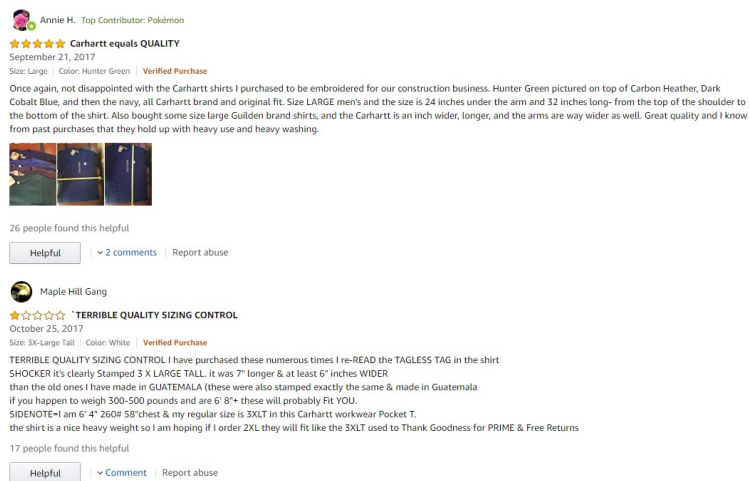 Annie H. Top Contributor: Pokémon
Carhartt equals QUALITY
September 21, 2017
Size: Large | Color: Hunter Green | Verified Purchase
Once again, not disappointed with the Carhartt shirts I purchased to be embroidered for our construction business. Hunter Green pictured on top of Carbon Heather, Dark
Cobalt Blue, and then the navy, all Carhartt brand and original fit. Size LARGE men's and the size is 24 inches under the arm and 32 inches long- from the top of the shoulder to
the bottom of the shirt. Also bought some size large Guilden brand shirts, and the Carhartt is an inch wider, longer, and the arms are way wider as well. Great quality and I know
from past purchases that they hold up with heavy use and heavy washing.
26 people found this helpful
Helpful | 2 comments | Report abuse
Maple Hill Gang
`TERRIBLE QUALITY SIZING CONTROL
October 25, 2017
Size: 3X-Large Tall | Color: White | Verified Purchase
TERRIBLE QUALITY SIZING CONTROL I have purchased these numerous times I re-READ the TAGLESS TAG in the shirt
SHOCKER it's clearly Stamped 3 X LARGE TALL. it was 7" longer & at least 6" inches WIDER
than the old ones I have made in GUATEMALA (these were also stamped exactly the same & made in Guatemala
if you happen to weigh 300-500 pounds and are 6' 8"+ these will probably Fit YOU.
SIDENOTE=I am 6' 4" 260# 58"chest & my regular size is 3XLT in this Carhartt workwear Pocket T.
the shirt is a nice heavy weight so I am hoping if I order 2XL they will fit like the 3XLT used to Thank Goodness for PRIME & Free Returns
17 people found this helpful
Helpful | Comment | Report abuse